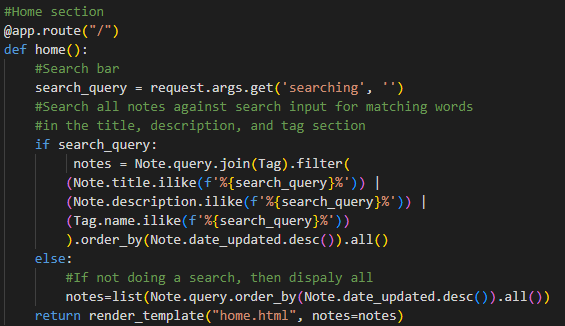 #Home section
@app.route("/")
def home():
    #Search bar
    search_query = request.args.get('searching', '')
    #Search all notes against search input for matching words
    #in the title, description, and tag section
    if search_query:
         notes = Note.query.join(Tag).filter(
        (Note.title.ilike(f'%{search_query}%')) |
        (Note.description.ilike(f'%{search_query}%')) |
        (Tag.name.ilike(f'%{search_query}%'))
        ).order_by(Note.date_updated.desc()).all()
    else:
        #If not doing a search, then dispaly all
        notes=list(Note.query.order_by(Note.date_updated.desc()).all())
    return render_template("home.html", notes=notes)